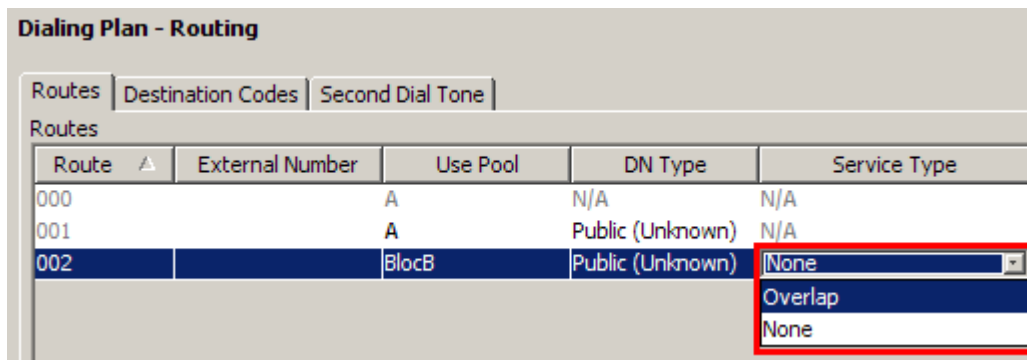 Dialing Plan - Routing
Routes Destination Codes Second Dial Tone
Routes
Route External Number Use Pool DN Type Service Type
000 A N/A N/A
001 A Public (Unknown) N/A
002 BlocB Public (Unknown) None
Overlap
None